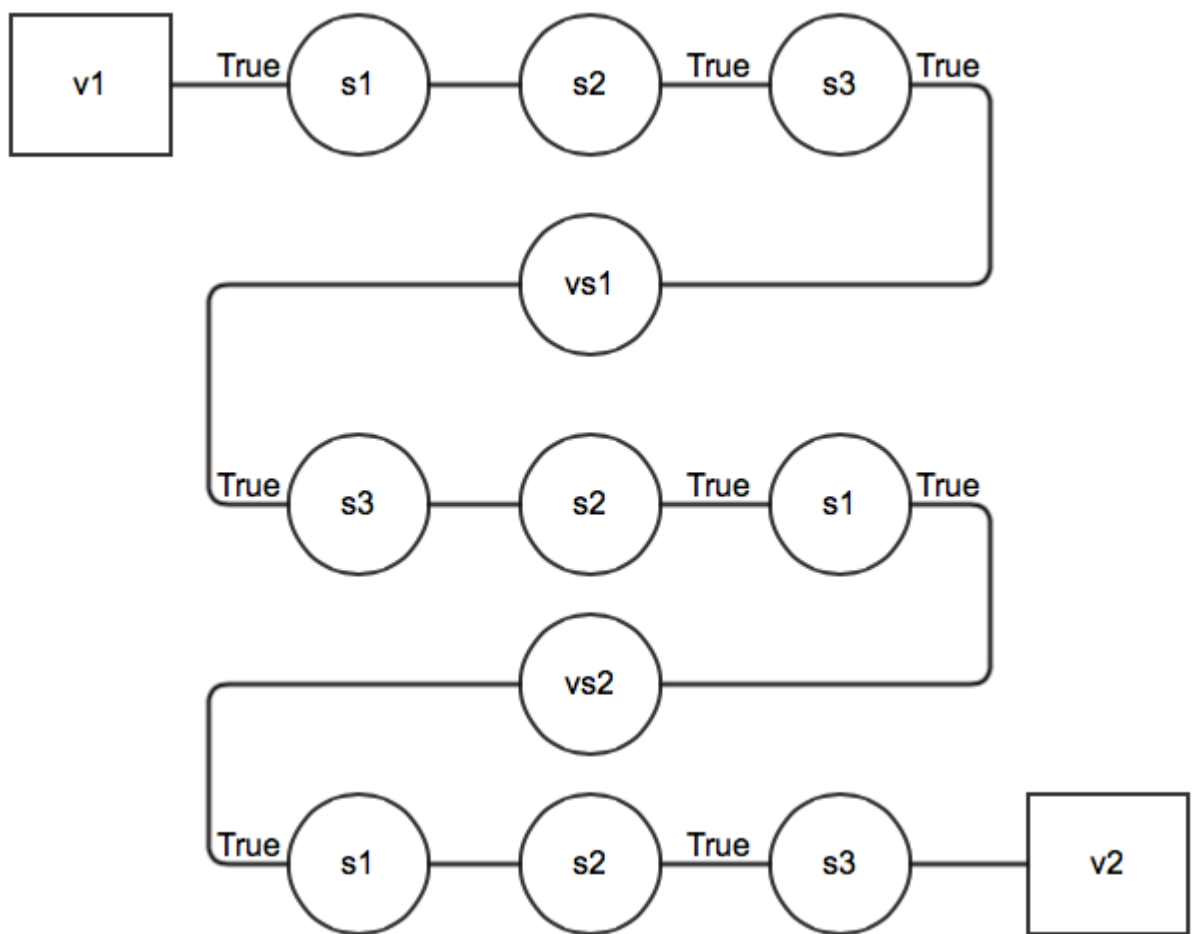 v1 True s1 s2 True s3 True
vs1
True s3 s2 True s1 True
vs2
True s1 s2 True s3 v2